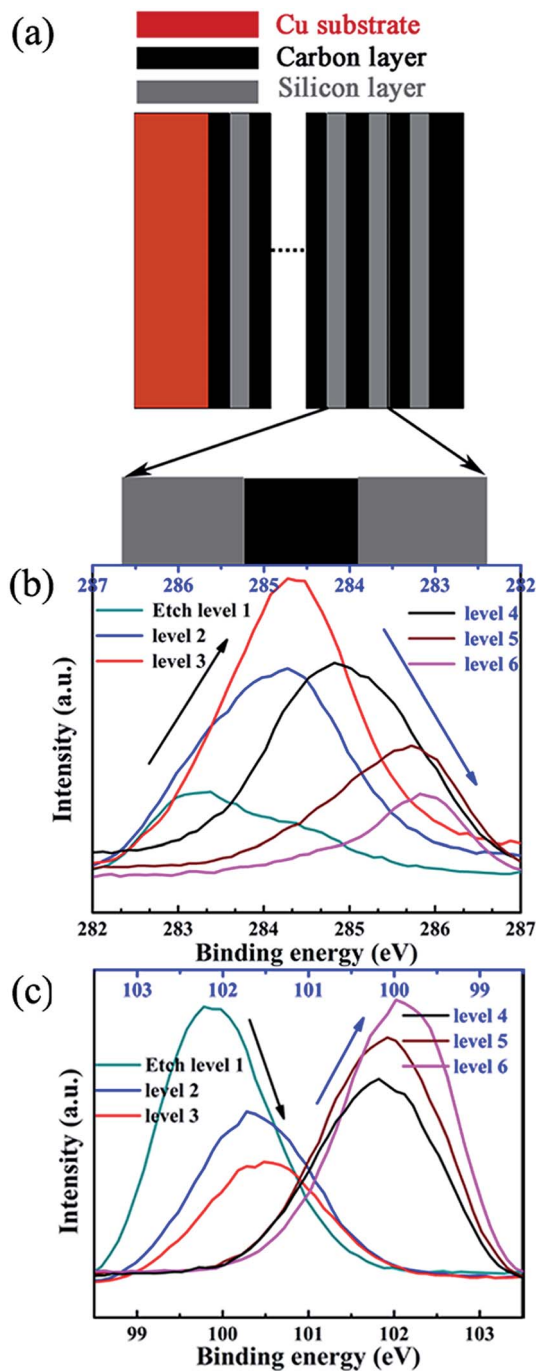 (a)
Cu substrate
Carbon layer
Silicon layer
(b)
287 286 285 284 283 282
Etch level 1
level 2
level 3
level 4
level 5
level 6
Intensity (a.u.)
282 283 284 285 286 287
Binding energy (eV)
(c)
103 102 101 100 99
Etch level 1
level 2
level 3
level 4
level 5
level 6
Intensity (a.u.)
99 100 101 102 103
Binding energy (eV)